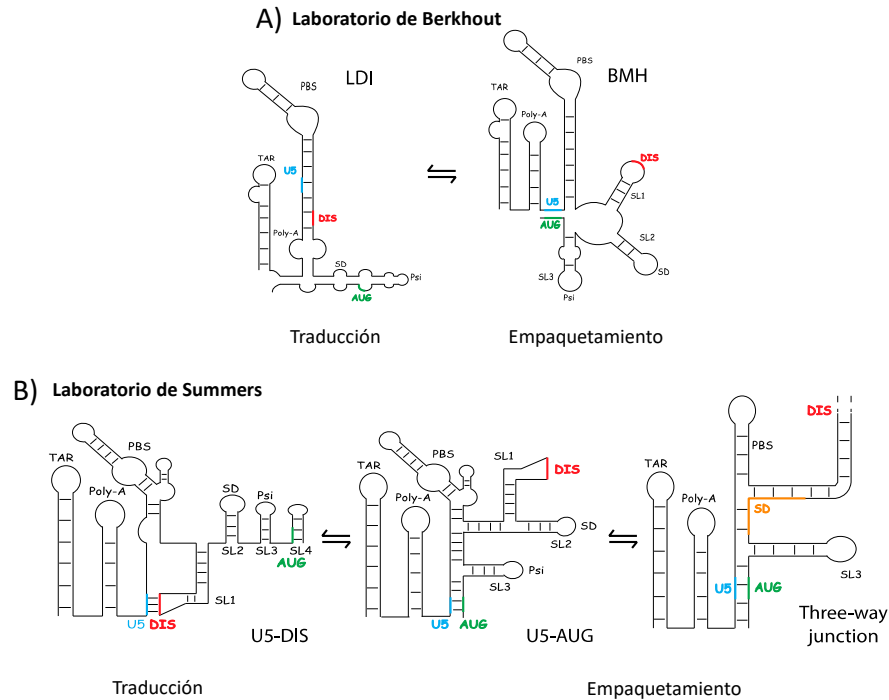 A) Laboratorio de Berkhout
LDI
PBS
TAR
U5
DIS
Poly-A
SD
Psi
AUG
Traducción
BMH
PBS
TAR
Poly-A
DIS
SL1
U5
AUG
SL2
SD
SL3
Psi
Empaquetamiento
B) Laboratorio de Summers
PBS
TAR
Poly-A
SD
Psi
SL2
SL3
SL4
AUG
SL1
U5
DIS
U5-DIS
Traducción
PBS
TAR
Poly-A
SL1
DIS
SD
SL2
Psi
SL3
U5
AUG
U5-AUG
DIS
PBS
TAR
Poly-A
SD
SL3
U5
AUG
Three-way
junction
Empaquetamiento